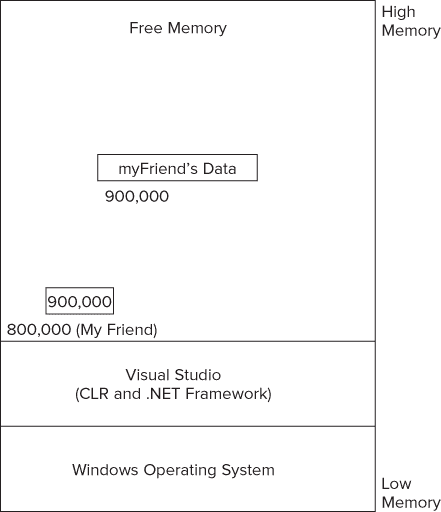 High
Memory
Free Memory
myFriend's Data
900,000
900,000
800,000 (My Friend)
Visual Studio
(CLR and .NET Framework)
Windows Operating System
Low
Memory